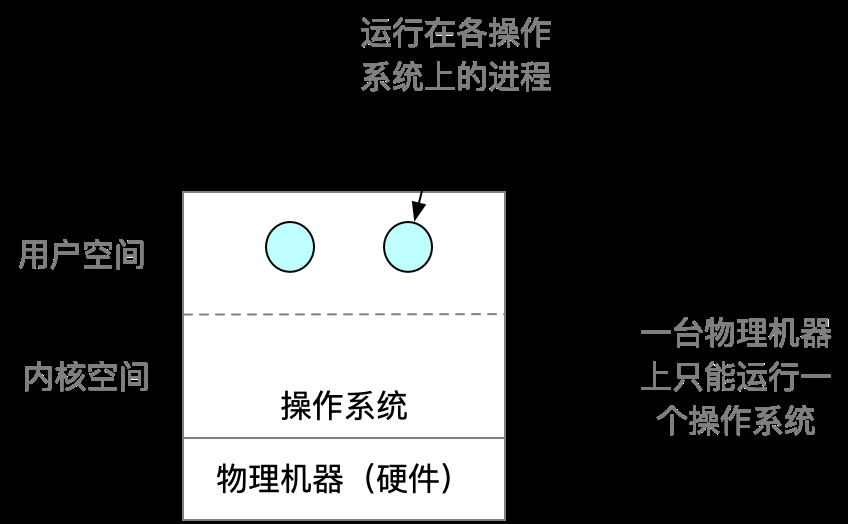 运行在各操作
系统上的进程
用户空间
内核空间
操作系统
物理机器（硬件）
一台物理机器
上只能运行一
个操作系统